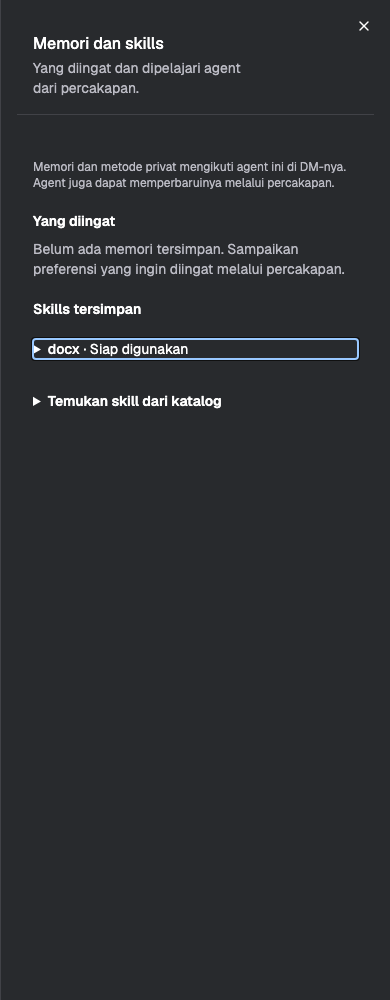 Memori dan skills
Yang diingat dan dipelajari agent
dari percakapan.
Memori dan metode privat mengikuti agent ini di DM-nya.
Agent juga dapat memperbaruinya melalui percakapan.
Yang diingat
Belum ada memori tersimpan. Sampaikan
preferensi yang ingin diingat melalui percakapan.
Skills tersimpan
docx · Siap digunakan
Temukan skill dari katalog